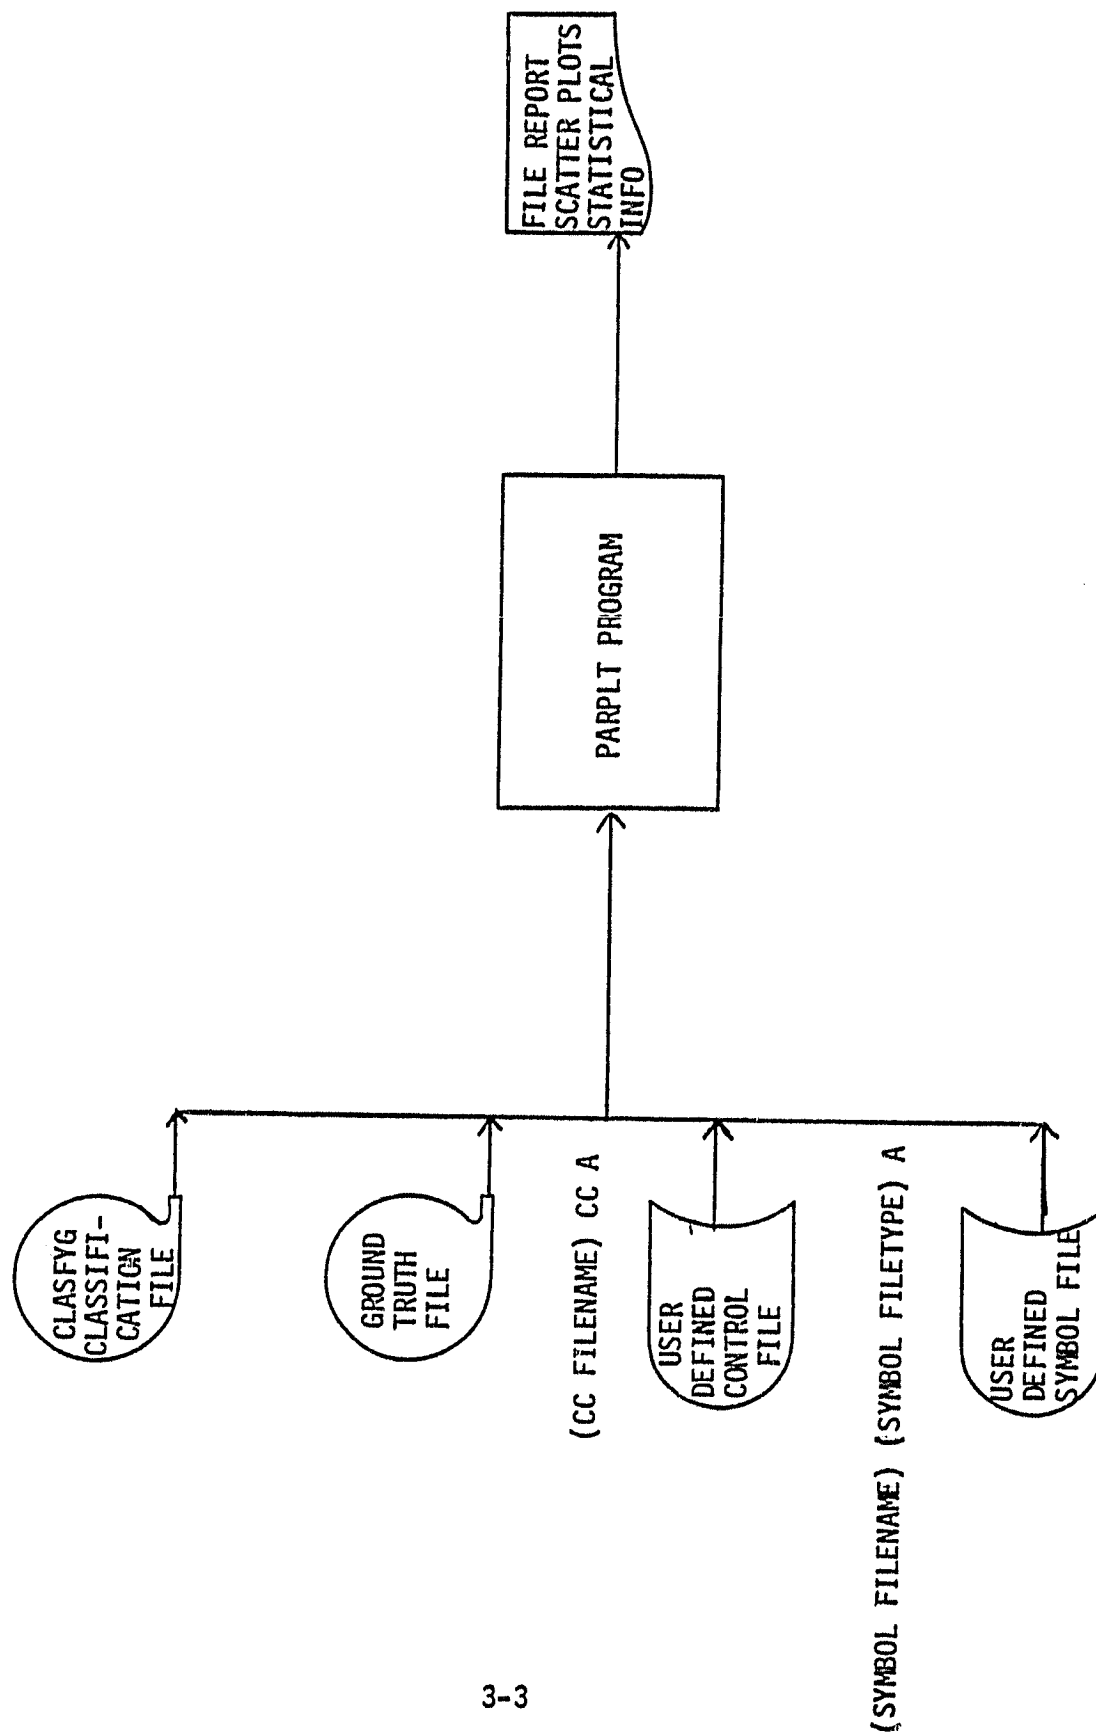 CLASFYG
CLASSIFI-
CATION
FILE
GROUND
TRUTH
FILE
(CC FILENAME) CC A
USER
DEFINED
CONTROL
FILE
(SYMBOL FILENAME) (SYMBOL FILETYPE) A
USER
DEFINED
SYMBOL FILE
PARPLT PROGRAM
FILE REPORT
SCATTER PLOTS
STATISTICAL
INFO
3-3